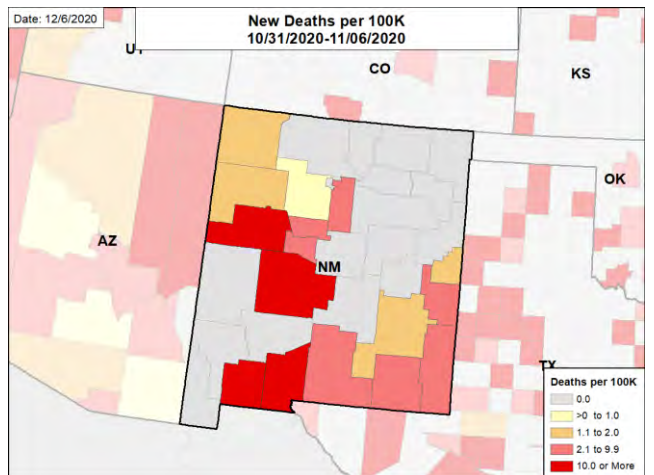 Date: 12/6/2020
New Deaths per 100K
10/31/2020-11/06/2020
UT
CO
KS
OK
AZ
NM
TX
Deaths per 100K
0.0
>0 to 1.0
1.1 to 2.0
2.1 to 9.9
10.0 or More